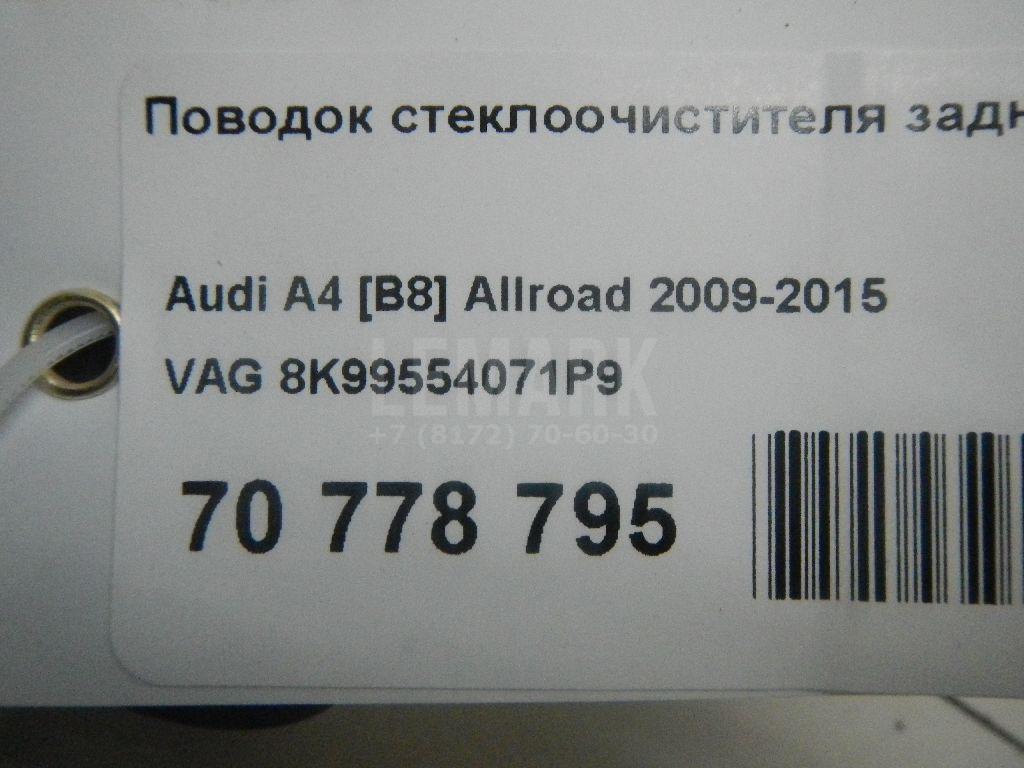 Поводок стеклоочистителя задн
Audi A4 [B8] Allroad 2009-2015
VAG 8K99554071P9
LEMARK
+7 (8172) 70-60-30
70 778 795